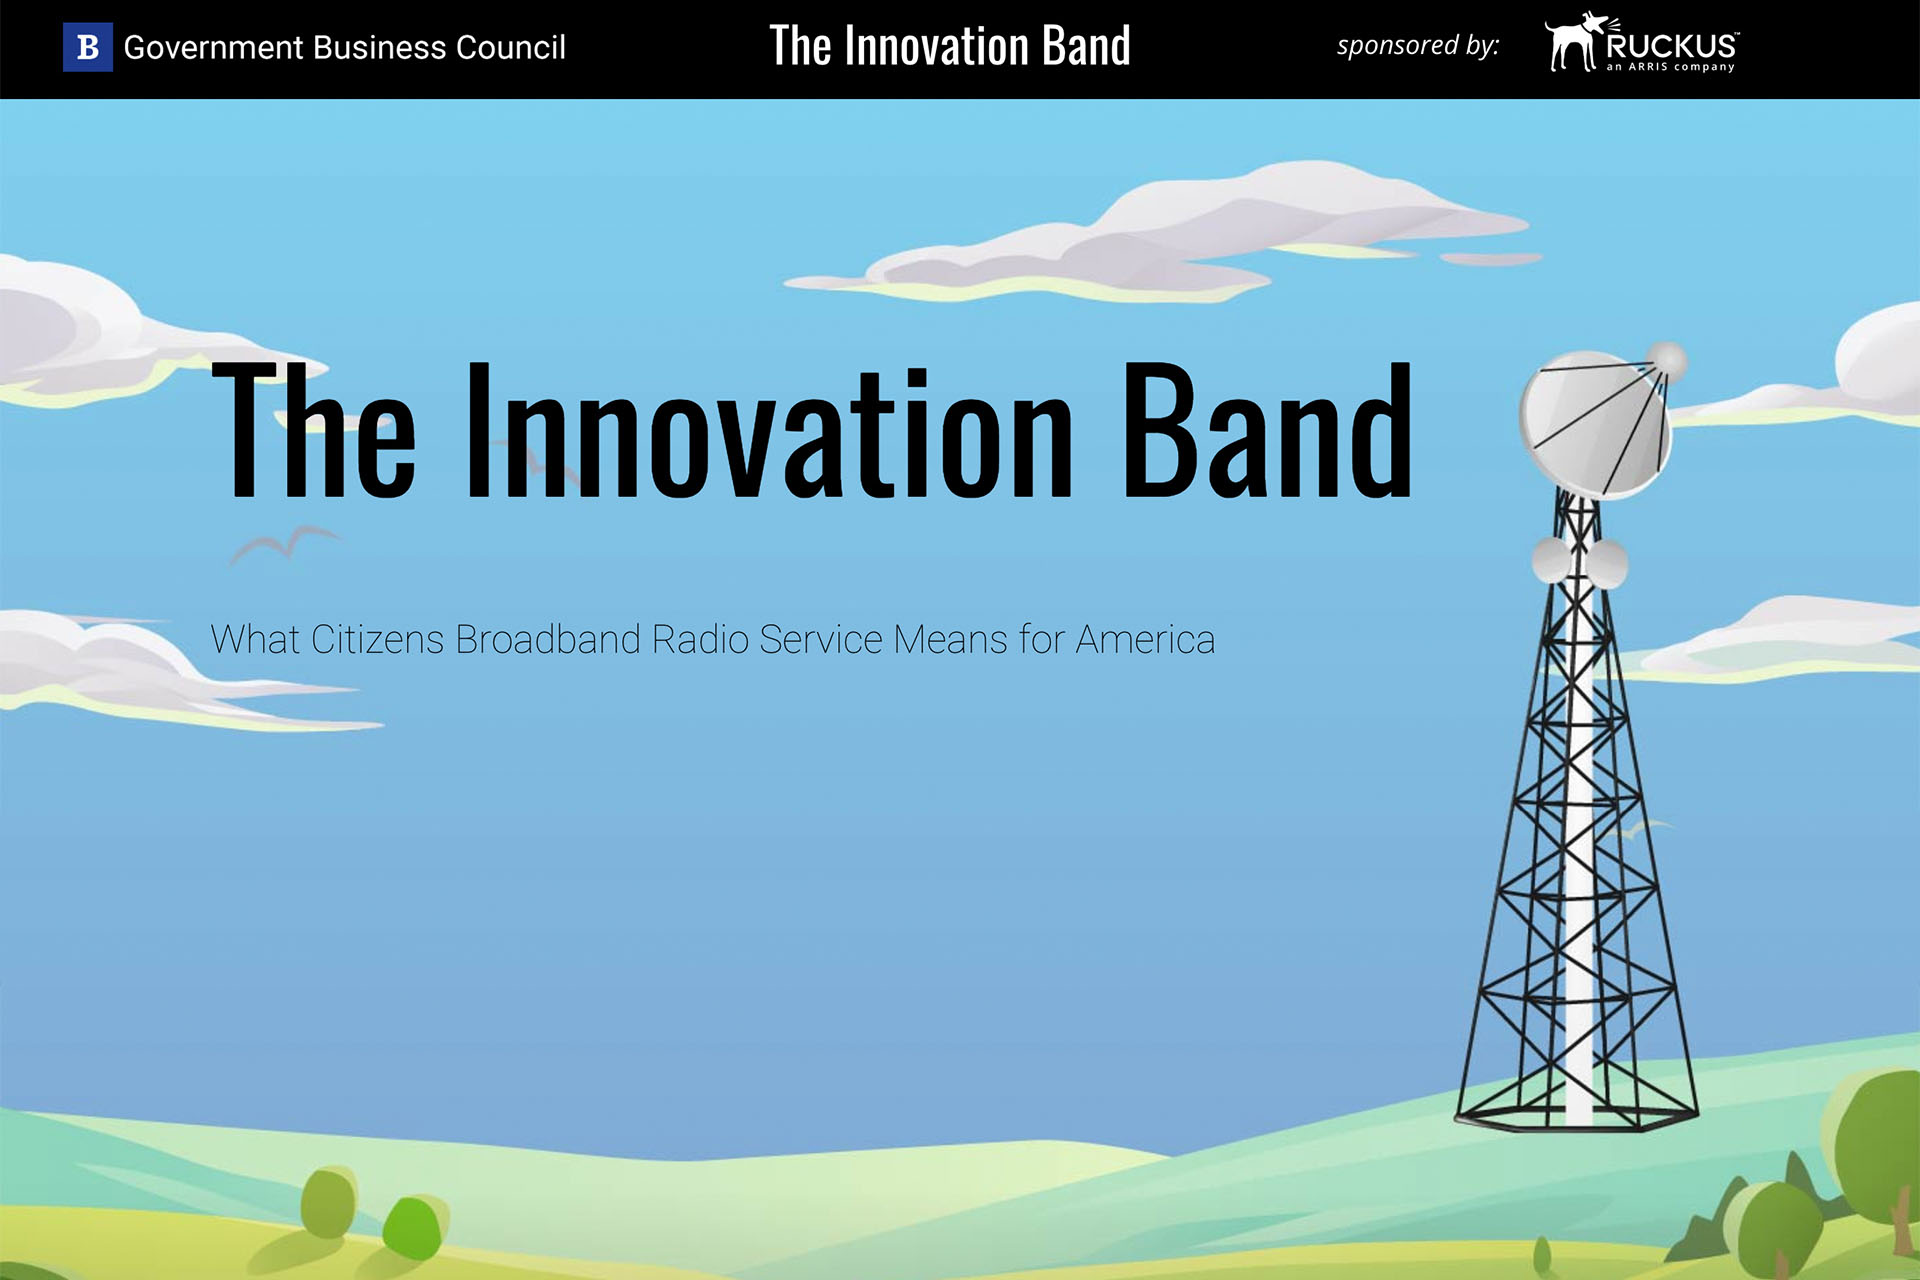 B Government Business Council
The Innovation Band
sponsored by:
RUCKUS™
an ARRIS company
The Innovation Band
What Citizens Broadband Radio Service Means for America